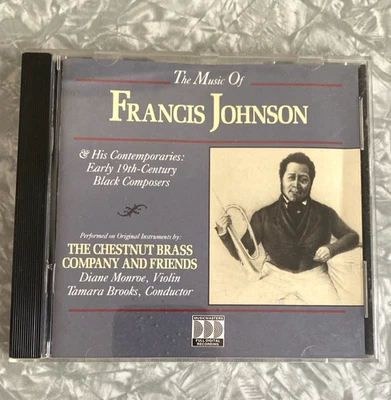 The Music Of
FRANCIS JOHNSON
& His Contemporaries:
Early 19th-Century
Black Composers
Performed on Original Instruments by:
THE CHESTNUT BRASS
COMPANY AND FRIENDS
Diane Monroe, Violin
Tamara Brooks, Conductor
MUSICMASTERS
DDD
FULL DIGITAL
RECORDING